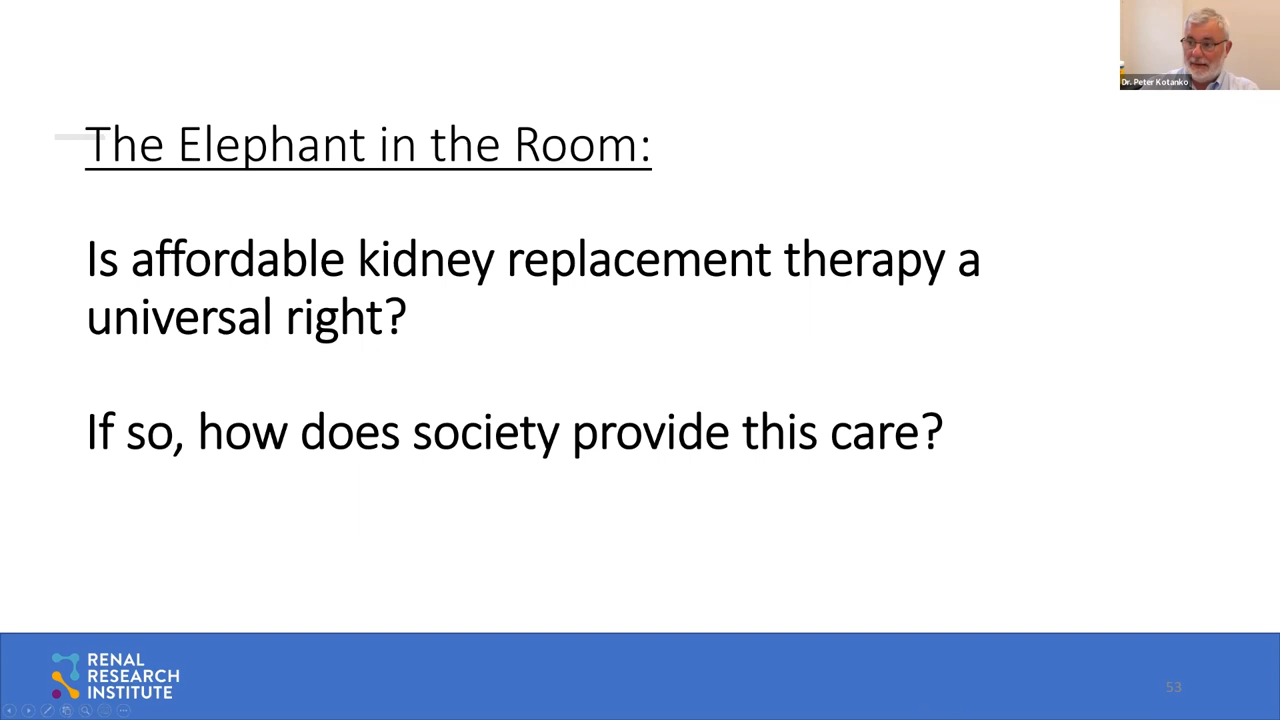 Dr. Peter Kotanko
The Elephant in the Room:
Is affordable kidney replacement therapy a
universal right?
If so, how does society provide this care?
RENAL
RESEARCH
INSTITUTE
53